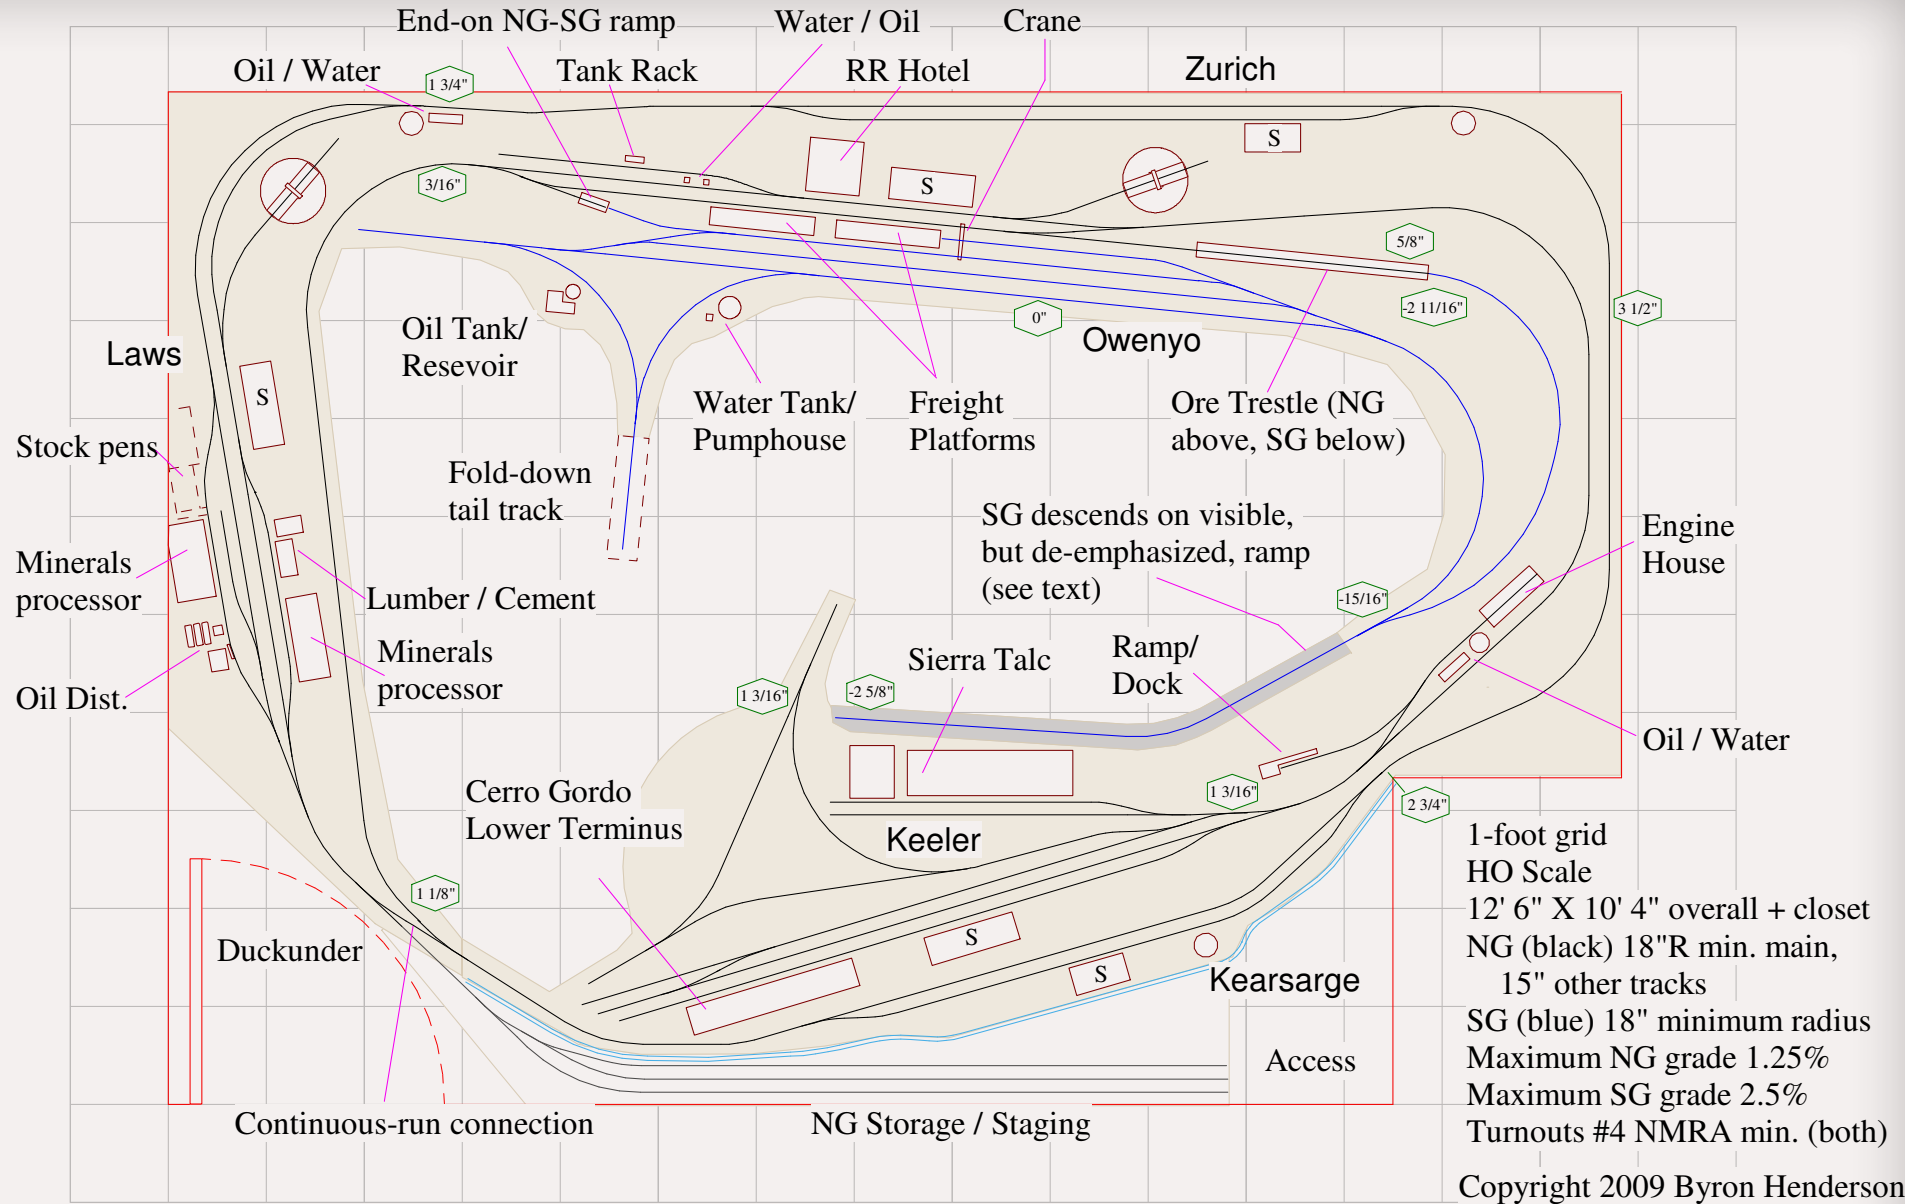 End-on NG-SG ramp
Water / Oil
Crane
Oil / Water
1 3/4"
Tank Rack
RR Hotel
Zurich
S
3/16"
S
5/8"
-2 11/16"
3 1/2"
0"
Owenyo
Laws
Oil Tank/
Resevoir
S
Water Tank/
Pumphouse
Freight
Platforms
Ore Trestle (NG
above, SG below)
Stock pens
Fold-down
tail track
SG descends on visible,
but de-emphasized, ramp
(see text)
Engine
House
Minerals
processor
Lumber / Cement
-15/16"
Minerals
processor
Sierra Talc
Ramp/
Dock
Oil Dist.
1 3/16"
-2 5/8"
Oil / Water
Cerro Gordo
Lower Terminus
1 3/16"
2 3/4"
Keeler
1 1/8"
Duckunder
S
S
Kearsarge
Access
Continuous-run connection
NG Storage / Staging
1-foot grid
HO Scale
12' 6" X 10' 4" overall + closet
NG (black) 18"R min. main,
15" other tracks
SG (blue) 18" minimum radius
Maximum NG grade 1.25%
Maximum SG grade 2.5%
Turnouts #4 NMRA min. (both)
Copyright 2009 Byron Henderson